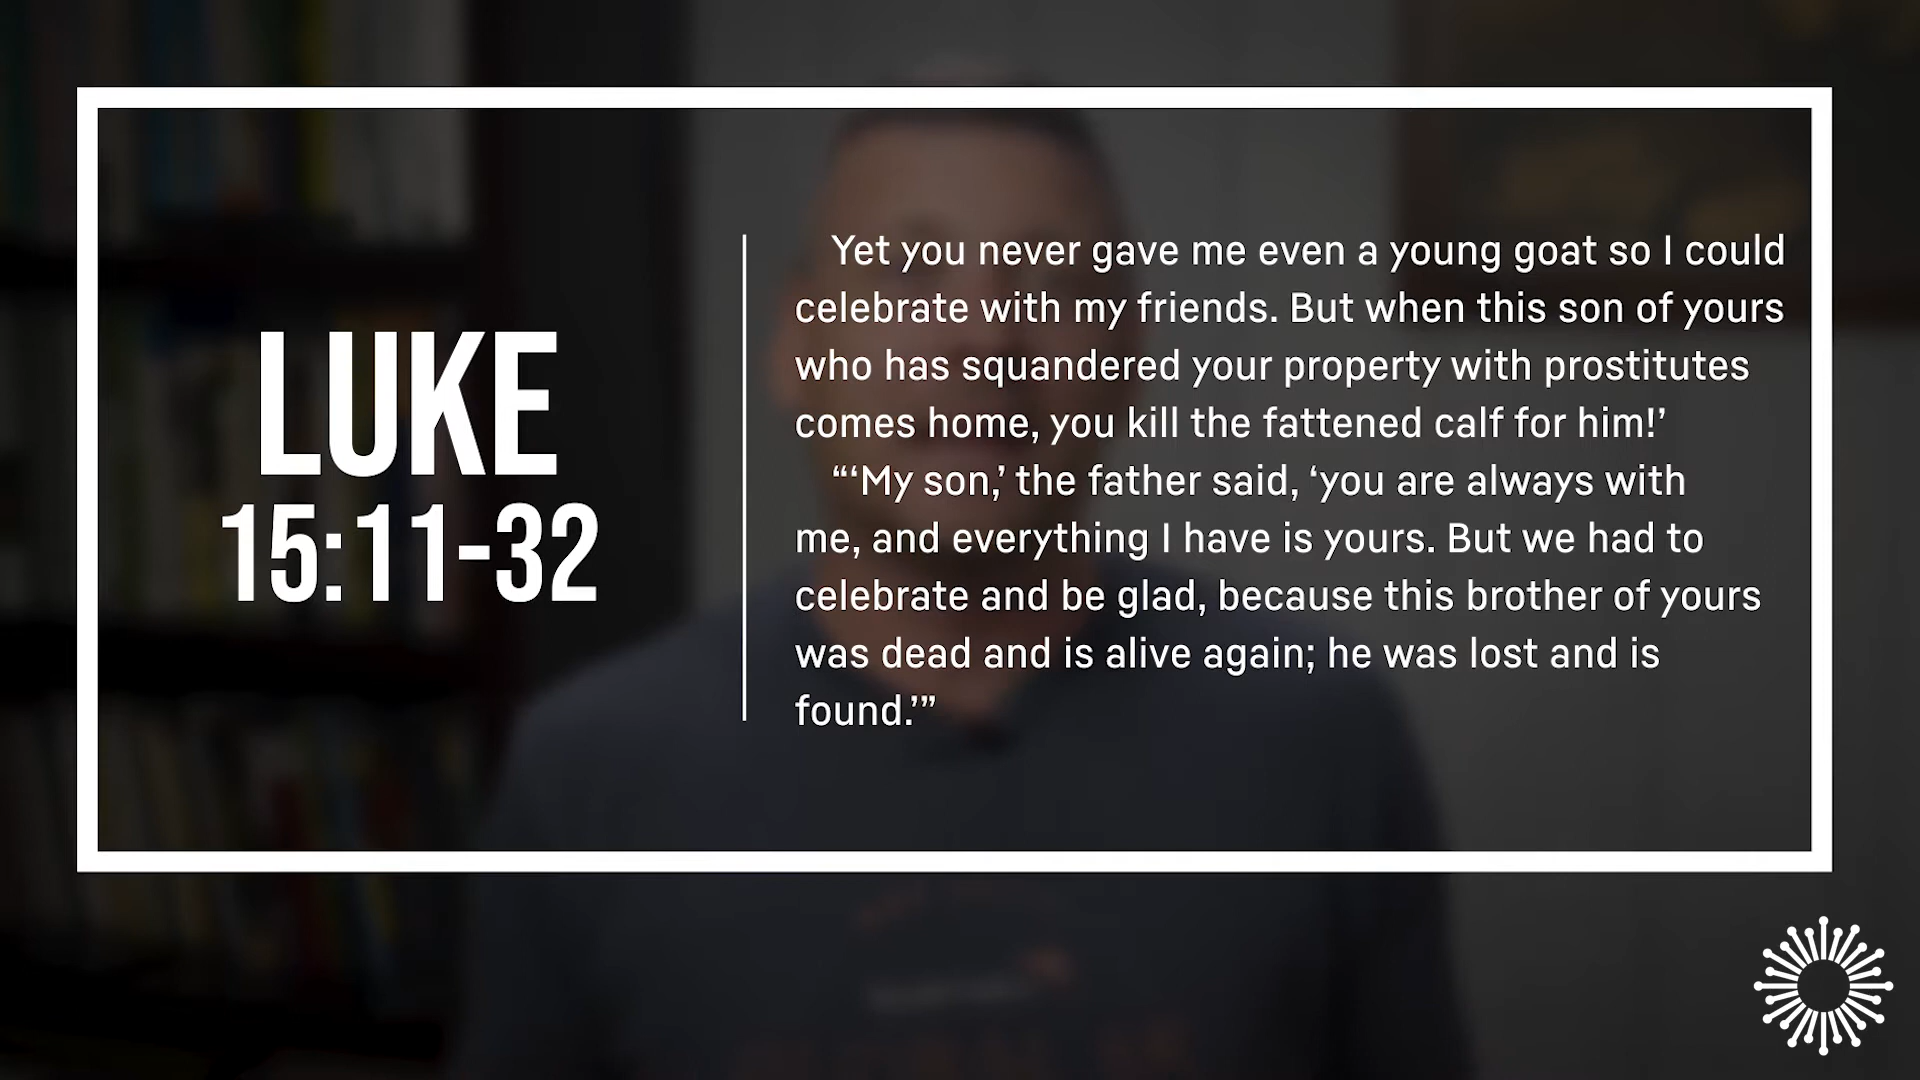 LUKE
15:11-32
Yet you never gave me even a young goat so I could
celebrate with my friends. But when this son of yours
who has squandered your property with prostitutes
comes home, you kill the fattened calf for him!’
“‘My son,’ the father said, ‘you are always with
me, and everything I have is yours. But we had to
celebrate and be glad, because this brother of yours
was dead and is alive again; he was lost and is
found.’”